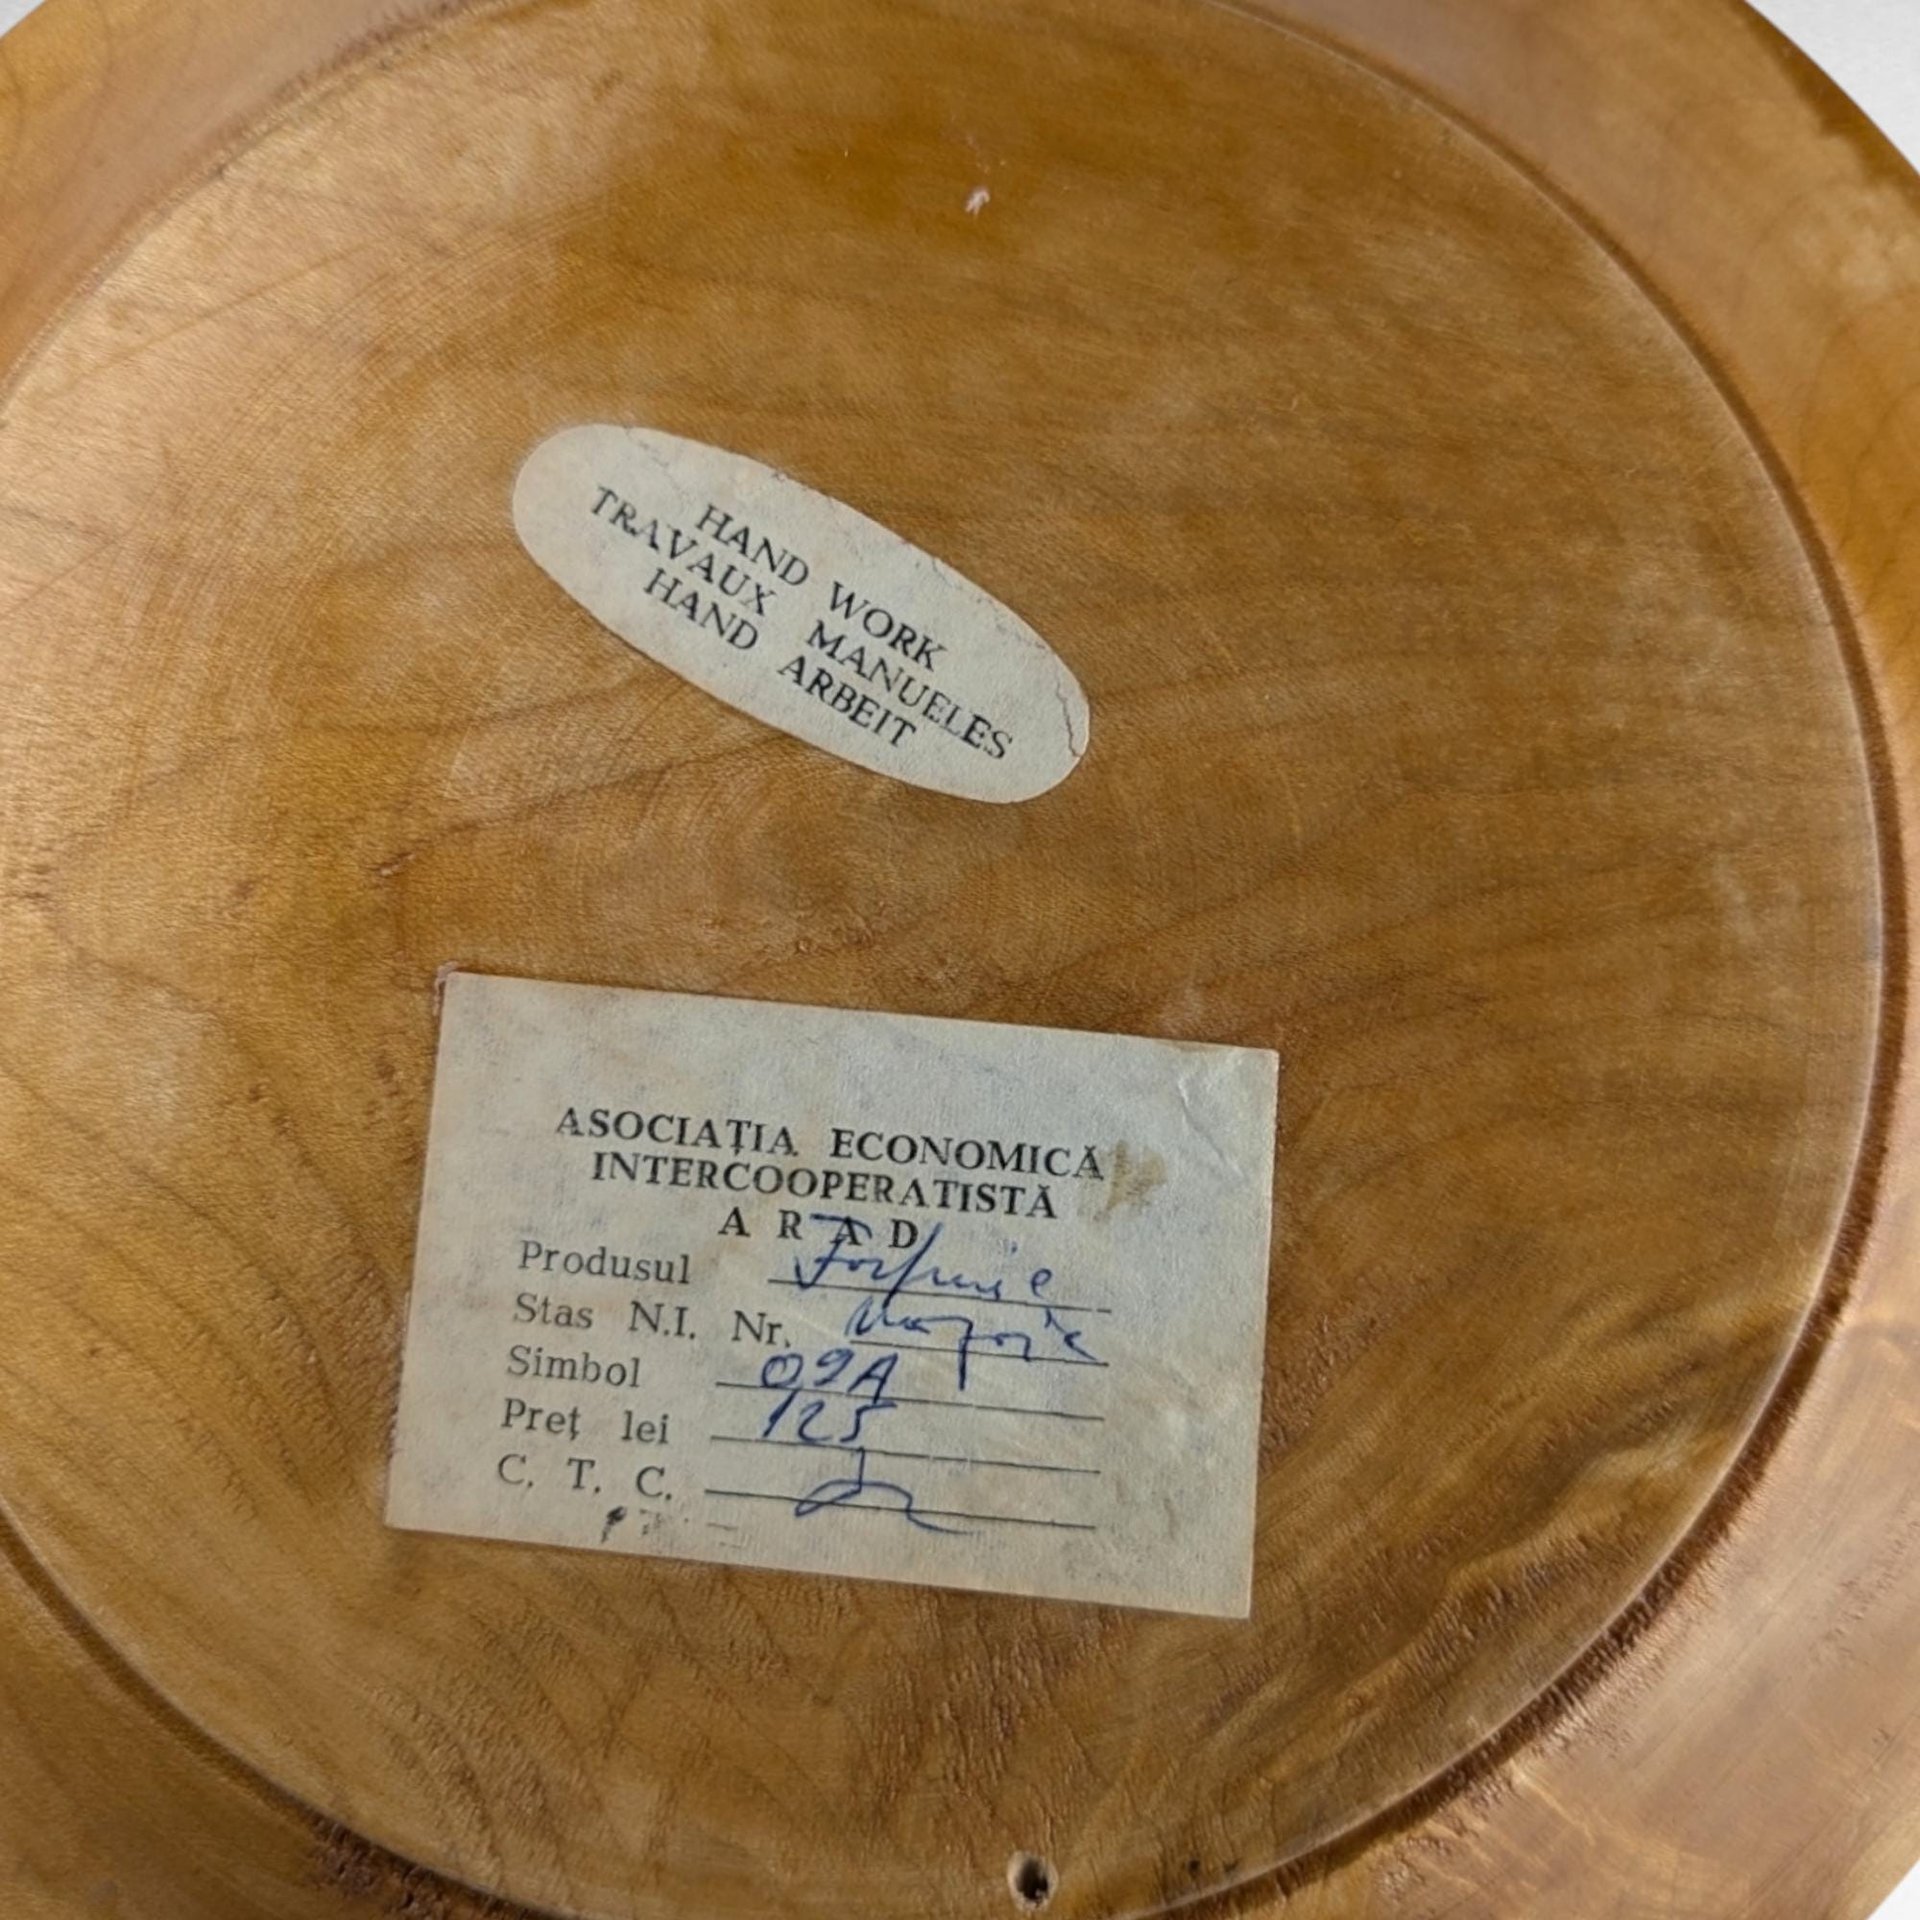 HAND WORK
TRAVAUX MANUELES
HAND ARBEIT
ASOCIAȚIA ECONOMICĂ
INTERCOOPERATISTĂ
ARAD
Produsul
Stas N.I. Nr.
Simbol 09A
Preț lei 125
C. T. C.